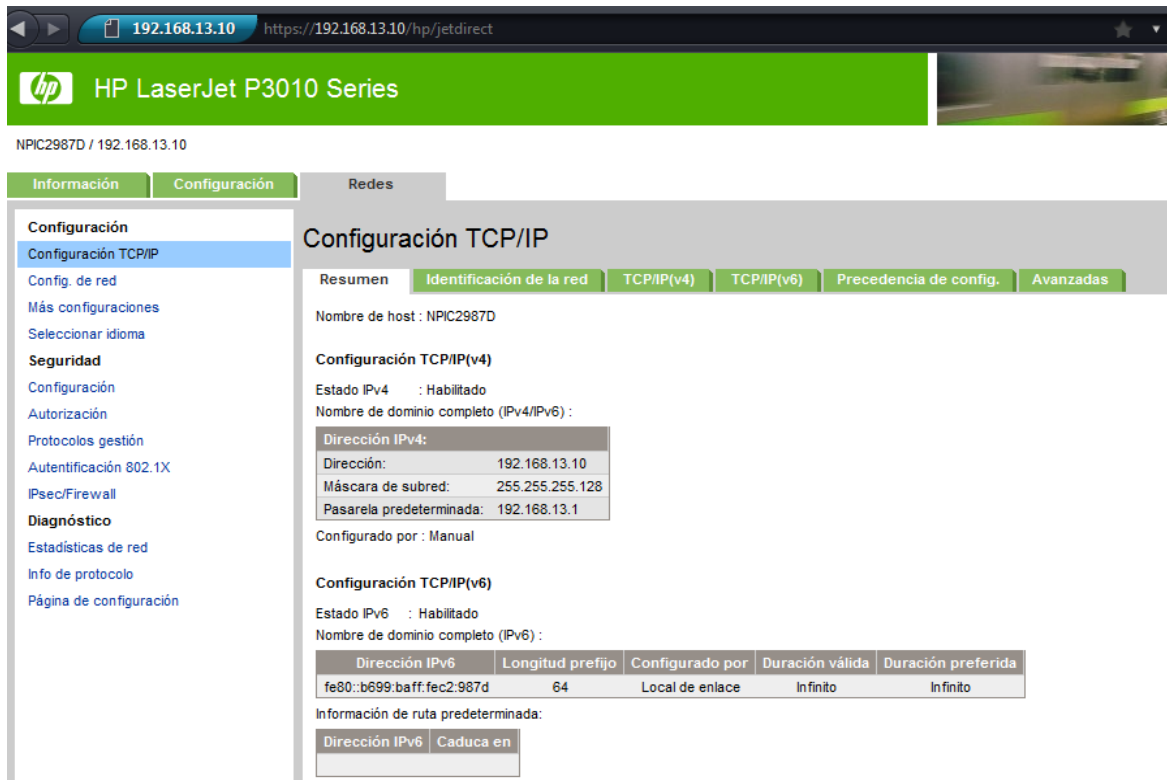 192.168.13.10 https://192.168.13.10/hp/jetdirect
hp HP LaserJet P3010 Series
NPIC2987D / 192.168.13.10
Información Configuración Redes
Configuración
Configuración TCP/IP
Config. de red
Más configuraciones
Seleccionar idioma
Seguridad
Configuración
Autorización
Protocolos gestión
Autentificación 802.1X
IPsec/Firewall
Diagnóstico
Estadísticas de red
Info de protocolo
Página de configuración
Configuración TCP/IP
Resumen Identificación de la red TCP/IP(v4) TCP/IP(v6) Precedencia de config. Avanzadas
Nombre de host : NPIC2987D
Configuración TCP/IP(v4)
Estado IPv4 : Habilitado
Nombre de dominio completo (IPv4/IPv6) :
Dirección IPv4:
Dirección: 192.168.13.10
Máscara de subred: 255.255.255.128
Pasarela predeterminada: 192.168.13.1
Configurado por : Manual
Configuración TCP/IP(v6)
Estado IPv6 : Habilitado
Nombre de dominio completo (IPv6) :
Dirección IPv6 Longitud prefijo Configurado por Duración válida Duración preferida
fe80::b699:baff:fec2:987d 64 Local de enlace Infinito Infinito
Información de ruta predeterminada:
Dirección IPv6 Caduca en